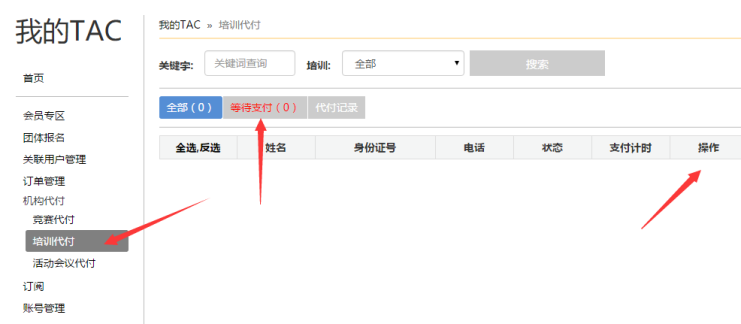 我的TAC
我的TAC » 培训代付
关键字: 关键词查询 培训: 全部 搜索
首页
全部 ( 0 ) 等待支付 ( 0 ) 代付记录
会员专区
团体报名
全选,反选 姓名 身份证号 电话 状态 支付计时 操作
关联用户管理
订单管理
机构代付
竞赛代付
培训代付
活动会议代付
订阅
账号管理